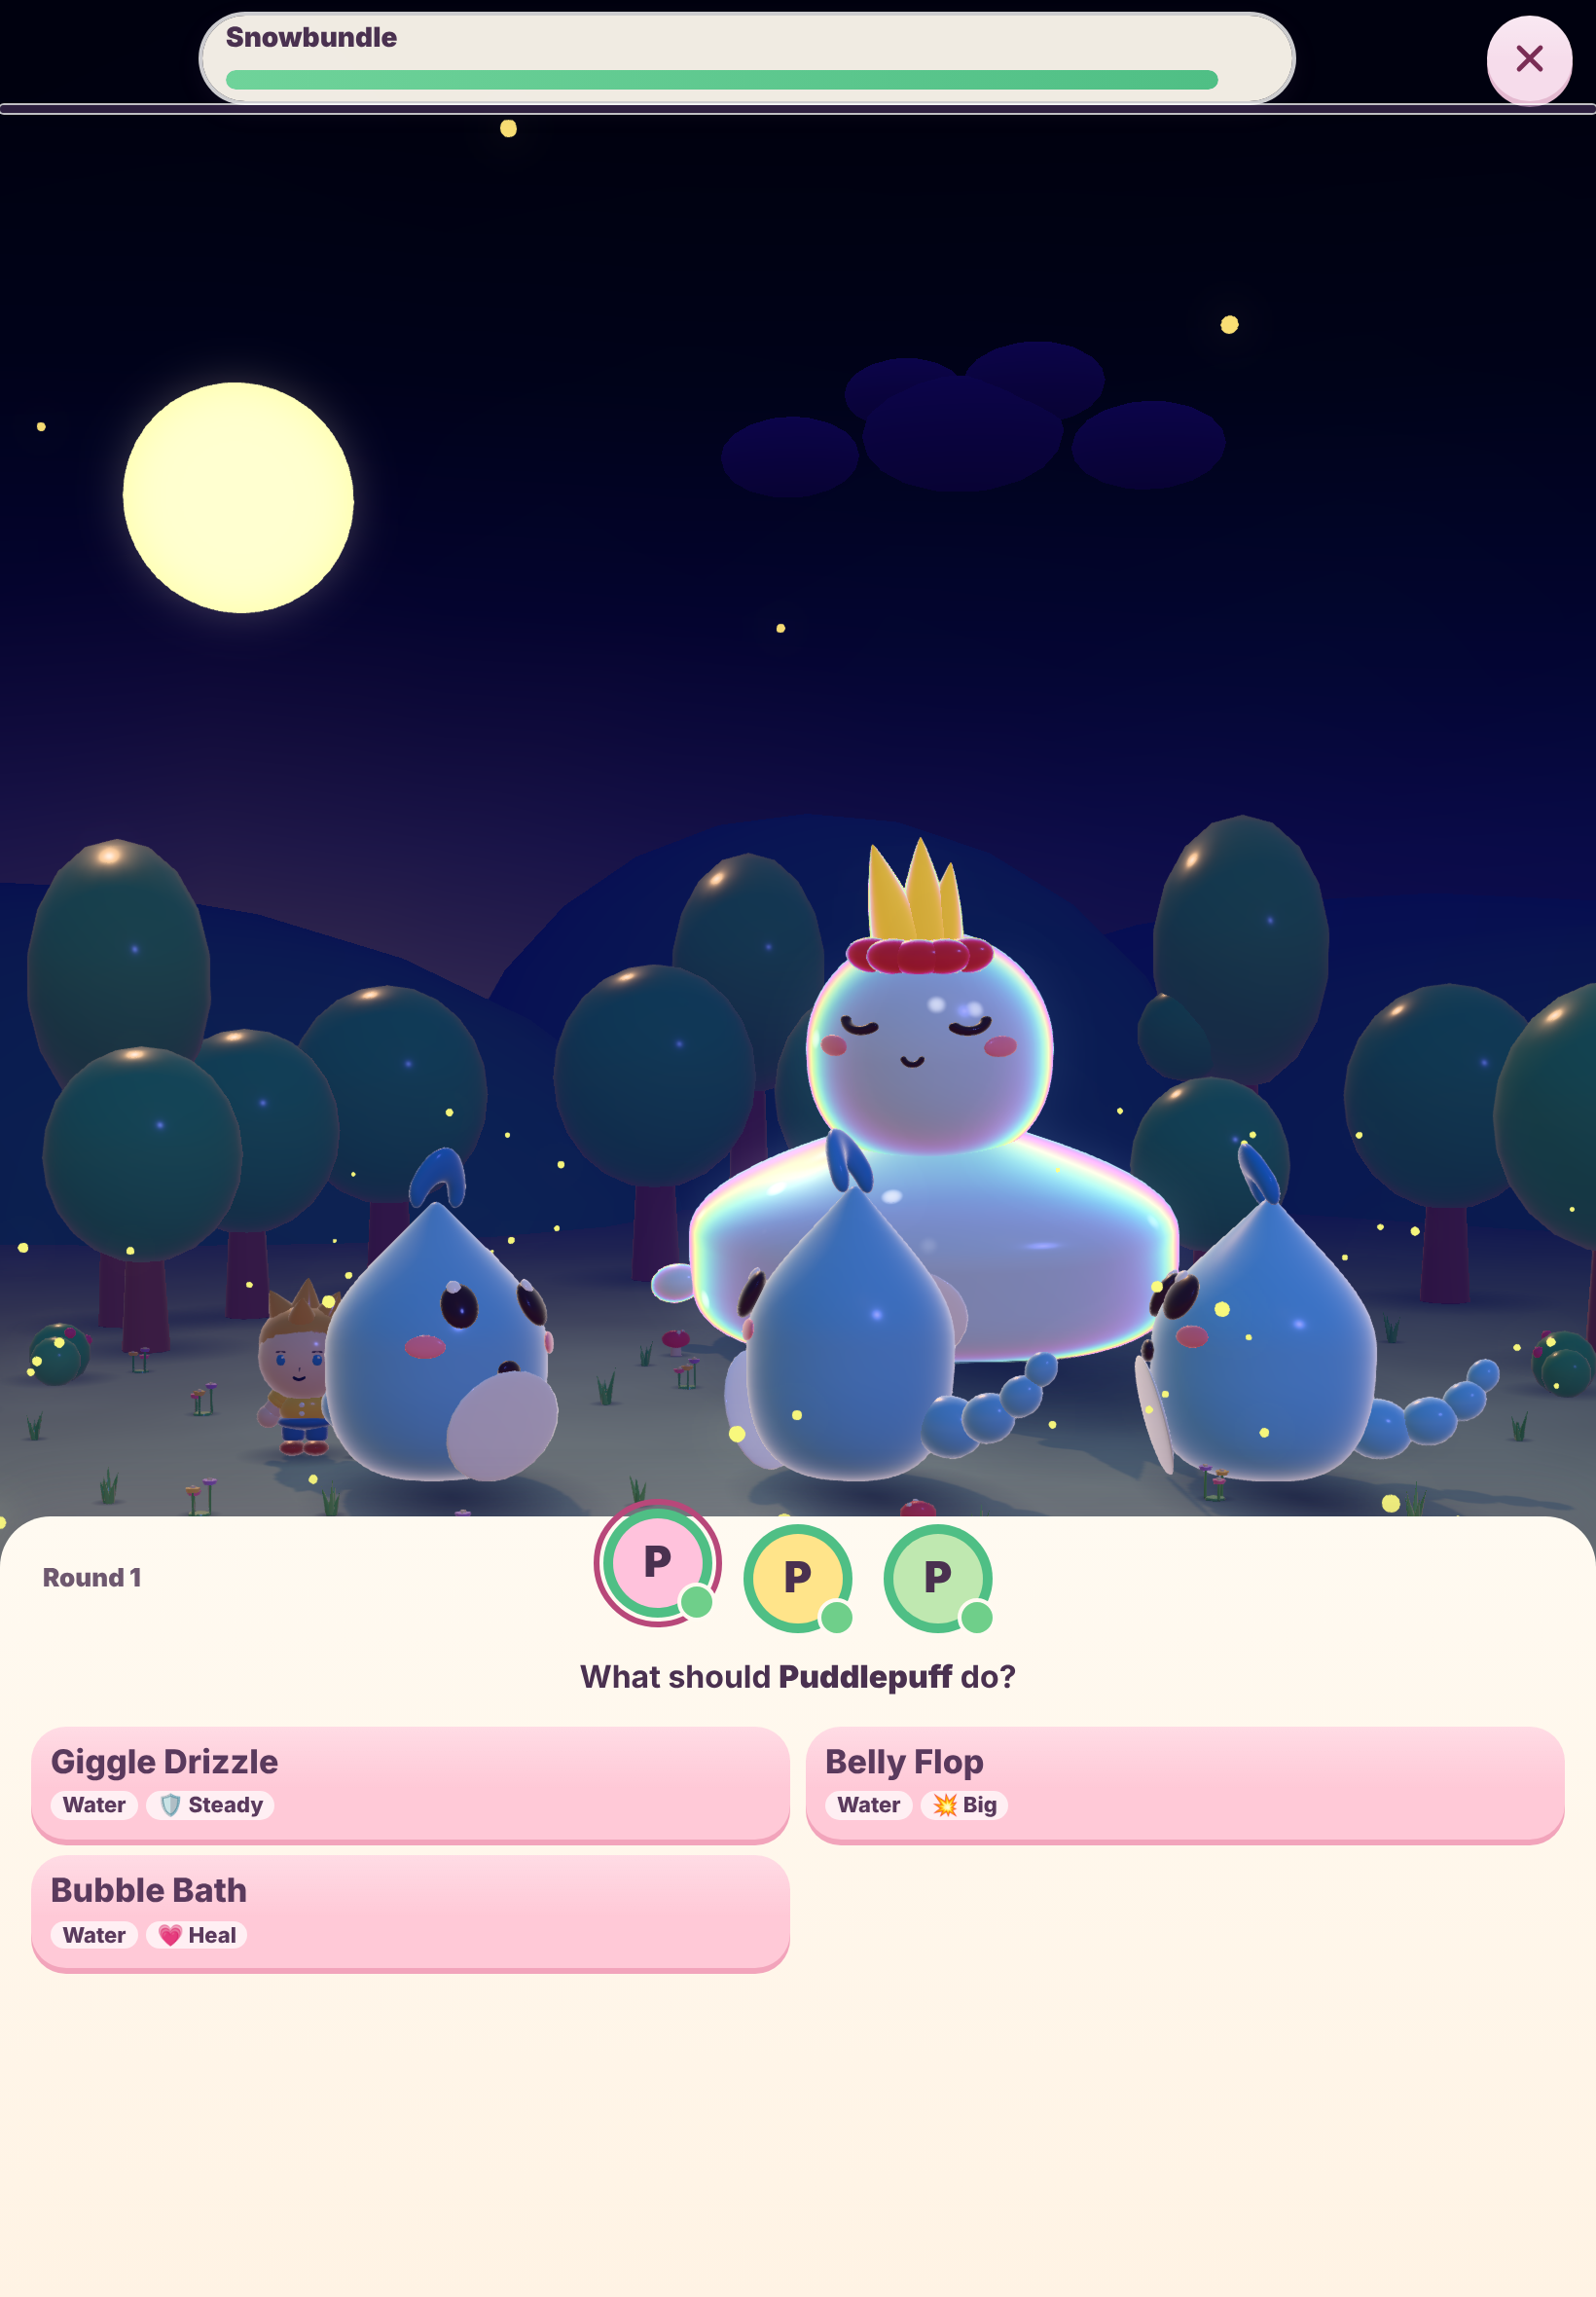 Snowbundle
Round 1
P P P
What should Puddlepuff do?
Giggle Drizzle
Water 🛡️ Steady
Belly Flop
Water 💥 Big
Bubble Bath
Water 💗 Heal